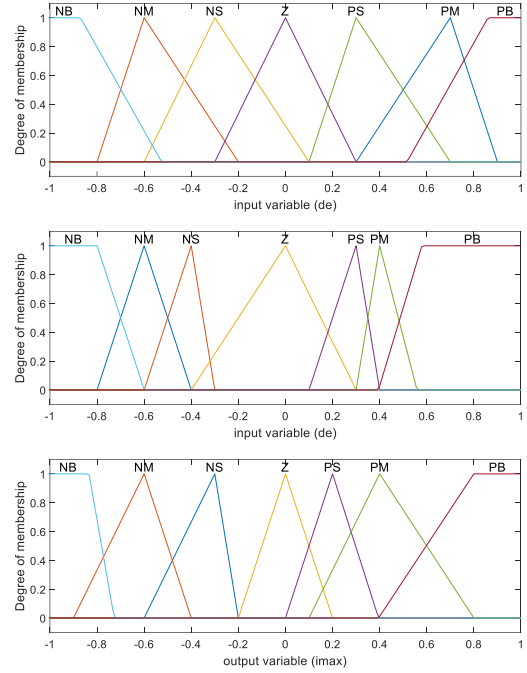 NB NM NS Z PS PM PB
1
0.8
0.6
0.4
0.2
0
Degree of membership
-1 -0.8 -0.6 -0.4 -0.2 0 0.2 0.4 0.6 0.8 1
input variable (de)
NB NM NS Z PS PM PB
1
0.8
0.6
0.4
0.2
0
Degree of membership
-1 -0.8 -0.6 -0.4 -0.2 0 0.2 0.4 0.6 0.8 1
input variable (de)
NB NM NS Z PS PM PB
1
0.8
0.6
0.4
0.2
0
Degree of membership
-1 -0.8 -0.6 -0.4 -0.2 0 0.2 0.4 0.6 0.8 1
output variable (imax)